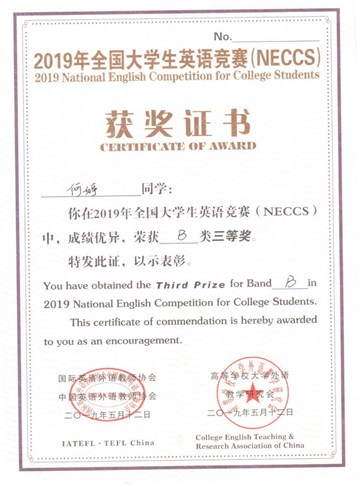 No.
2019年全国大学生英语竞赛(NECCS)
2019 National English Competition for College Students
获奖证书
CERTIFICATE OF AWARD
何婷 同学:
你在2019年全国大学生英语竞赛(NECCS)
中,成绩优异,荣获 B 类三等奖。
特发此证,以示表彰。
You have obtained the Third Prize for Band B in
2019 National English Competition for College Students.
This certificate of commendation is hereby awarded
to you as an encouragement.
国际英语外语教师协会
中国英语外语教师协会
二〇一九年五月十二日
IATEFL·TEFL China
高等学校大学外语
教学研究会
二〇一九年五月十二日
College English Teaching &
Research Association of China